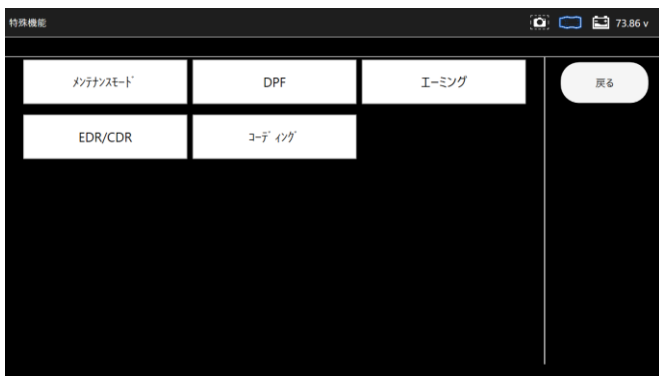 特殊機能
73.86 v
ﾒﾝﾃﾅﾝｽﾓｰﾄﾞ
DPF
エーミング
戻る
EDR/CDR
ｺｰﾃﾞｨﾝｸﾞ